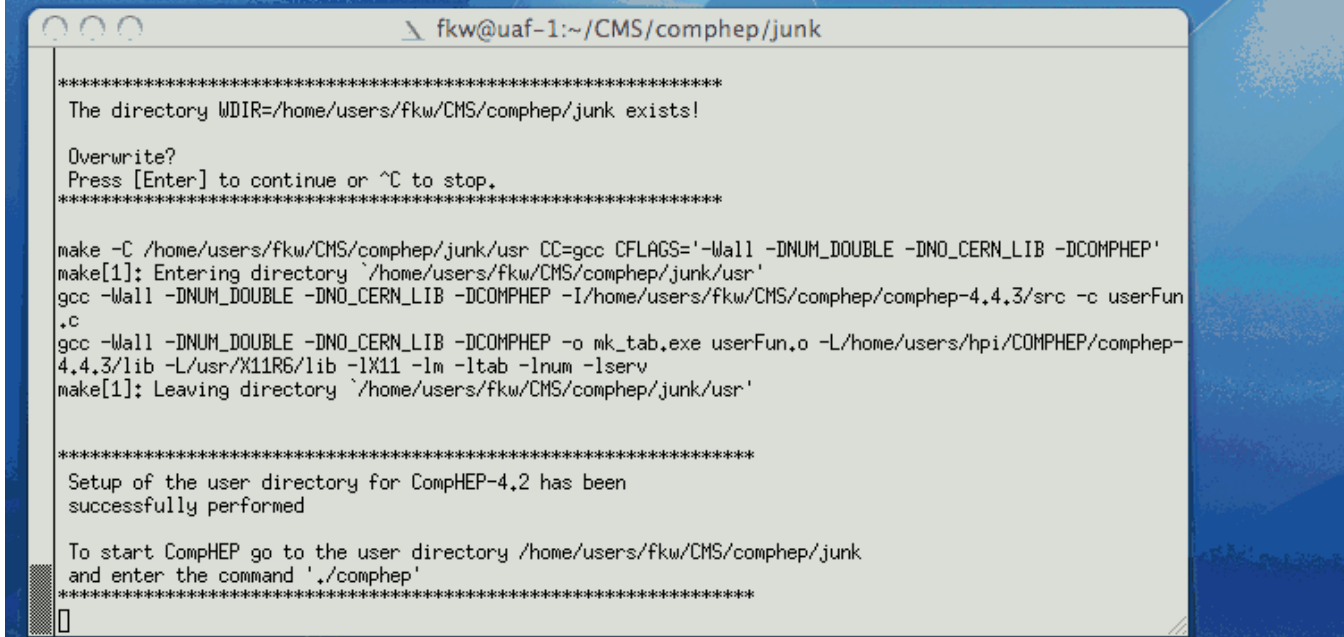 fkw@uaf-1:~/CMS/comphep/junk
***************************************************************
The directory WDIR=/home/users/fkw/CMS/comphep/junk exists!
Overwrite?
Press [Enter] to continue or ^C to stop.
***************************************************************
make -C /home/users/fkw/CMS/comphep/junk/usr CC=gcc CFLAGS='-Wall -DNUM_DOUBLE -DNO_CERN_LIB -DCOMPHEP'
make[1]: Entering directory `/home/users/fkw/CMS/comphep/junk/usr'
gcc -Wall -DNUM_DOUBLE -DNO_CERN_LIB -DCOMPHEP -I/home/users/fkw/CMS/comphep/comphep-4.4.3/src -c userFun
.c
gcc -Wall -DNUM_DOUBLE -DNO_CERN_LIB -DCOMPHEP -o mk_tab.exe userFun.o -L/home/users/hpi/COMPHEP/comphep-
4.4.3/lib -L/usr/X11R6/lib -lX11 -lm -ltab -lnum -lserv
make[1]: Leaving directory `/home/users/fkw/CMS/comphep/junk/usr'
******************************************************************
Setup of the user directory for CompHEP-4.2 has been
successfully performed
To start CompHEP go to the user directory /home/users/fkw/CMS/comphep/junk
and enter the command './comphep'
******************************************************************